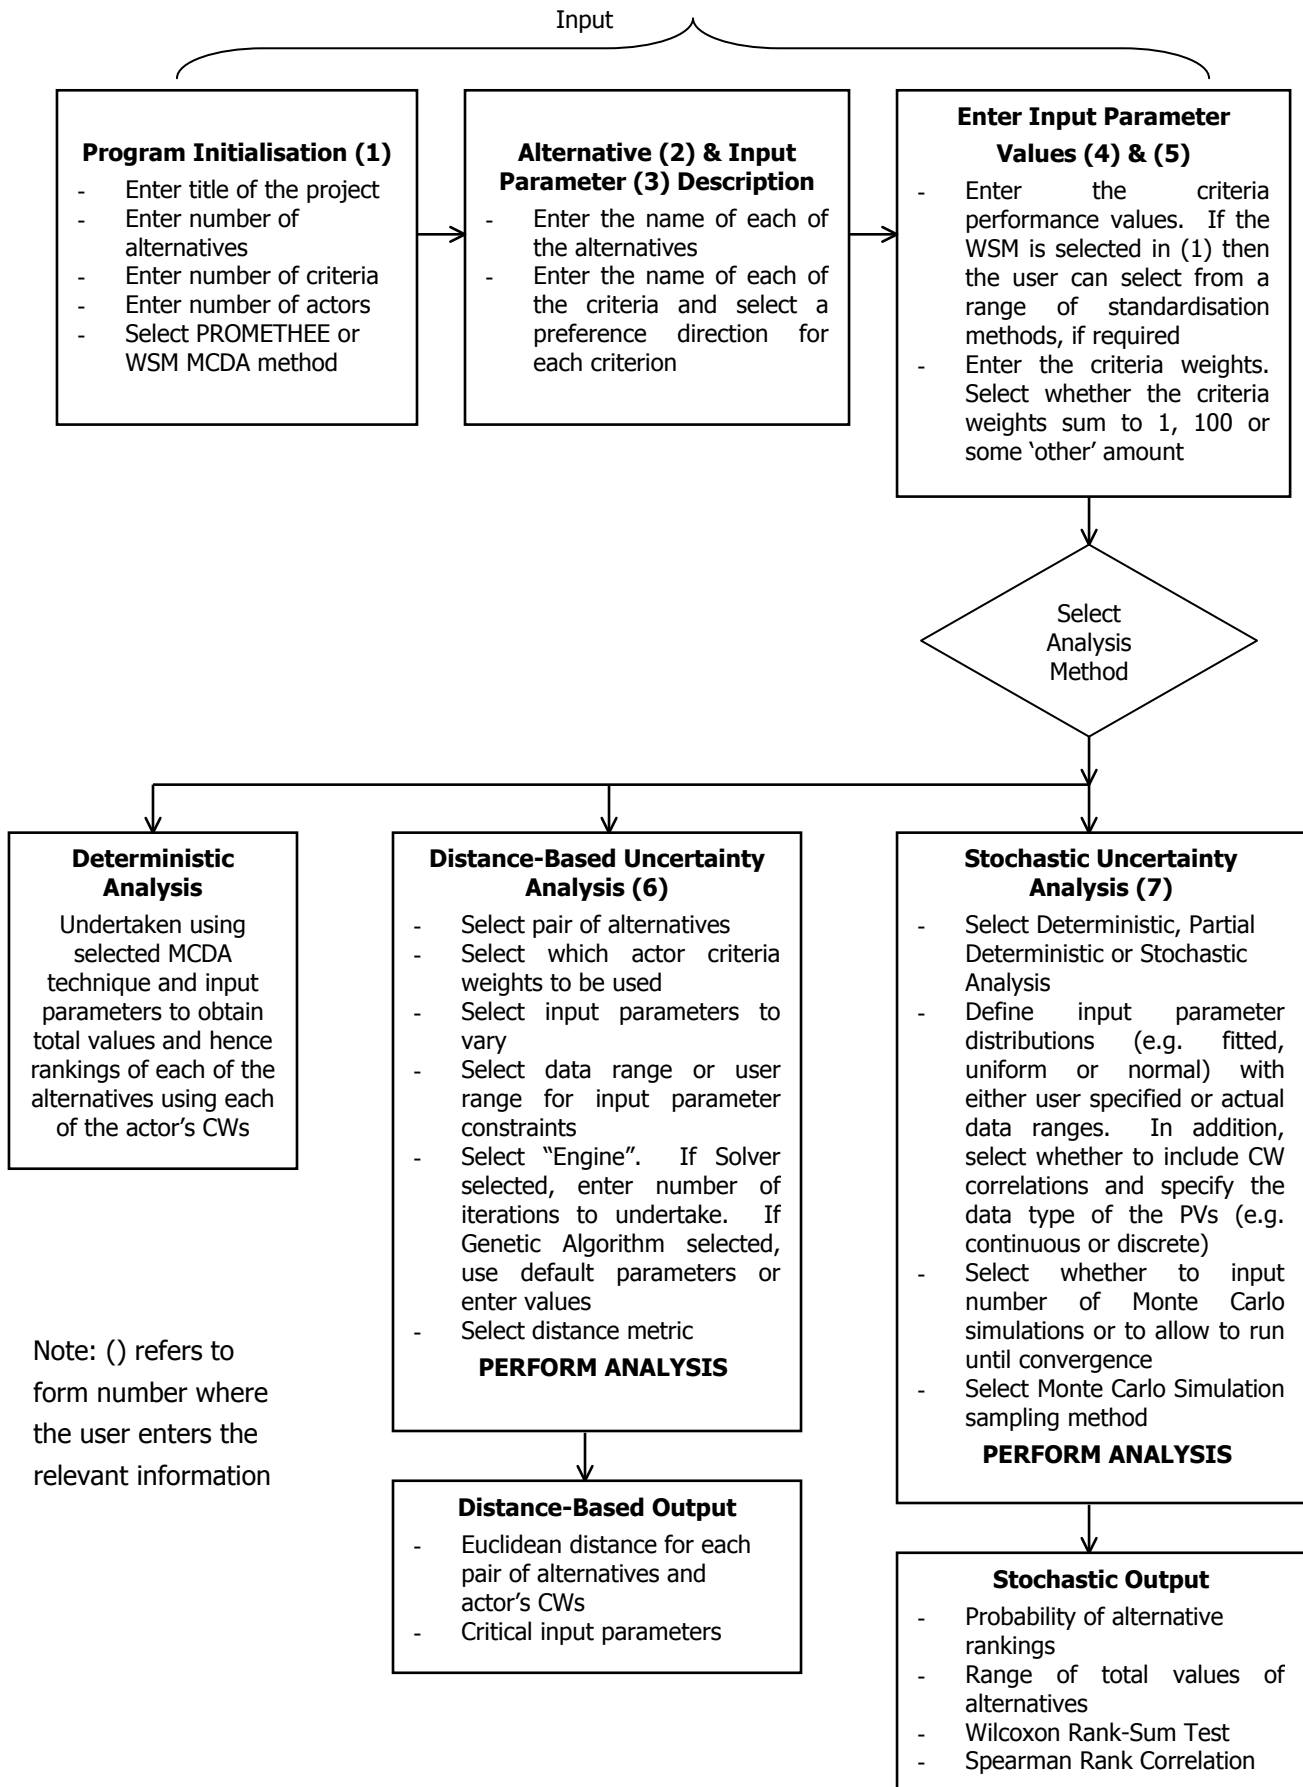 Input
Program Initialisation (1)
- Enter title of the project
- Enter number of
alternatives
- Enter number of criteria
- Enter number of actors
- Select PROMETHEE or
WSM MCDA method
Alternative (2) & Input
Parameter (3) Description
- Enter the name of each of
the alternatives
- Enter the name of each of
the criteria and select a
preference direction for
each criterion
Enter Input Parameter
Values (4) & (5)
- Enter the criteria
performance values. If the
WSM is selected in (1) then
the user can select from a
range of standardisation
methods, if required
- Enter the criteria weights.
Select whether the criteria
weights sum to 1, 100 or
some ‘other’ amount
Select
Analysis
Method
Deterministic
Analysis
Undertaken using
selected MCDA
technique and input
parameters to obtain
total values and hence
rankings of each of the
alternatives using each
of the actor’s CWs
Distance-Based Uncertainty
Analysis (6)
- Select pair of alternatives
- Select which actor criteria
weights to be used
- Select input parameters to
vary
- Select data range or user
range for input parameter
constraints
- Select “Engine”. If Solver
selected, enter number of
iterations to undertake. If
Genetic Algorithm selected,
use default parameters or
enter values
- Select distance metric
PERFORM ANALYSIS
Stochastic Uncertainty
Analysis (7)
- Select Deterministic, Partial
Deterministic or Stochastic
Analysis
- Define input parameter
distributions (e.g. fitted,
uniform or normal) with
either user specified or actual
data ranges. In addition,
select whether to include CW
correlations and specify the
data type of the PVs (e.g.
continuous or discrete)
- Select whether to input
number of Monte Carlo
simulations or to allow to run
until convergence
- Select Monte Carlo Simulation
sampling method
PERFORM ANALYSIS
Note: () refers to
form number where
the user enters the
relevant information
Distance-Based Output
- Euclidean distance for each
pair of alternatives and
actor’s CWs
- Critical input parameters
Stochastic Output
- Probability of alternative
rankings
- Range of total values of
alternatives
- Wilcoxon Rank-Sum Test
- Spearman Rank Correlation